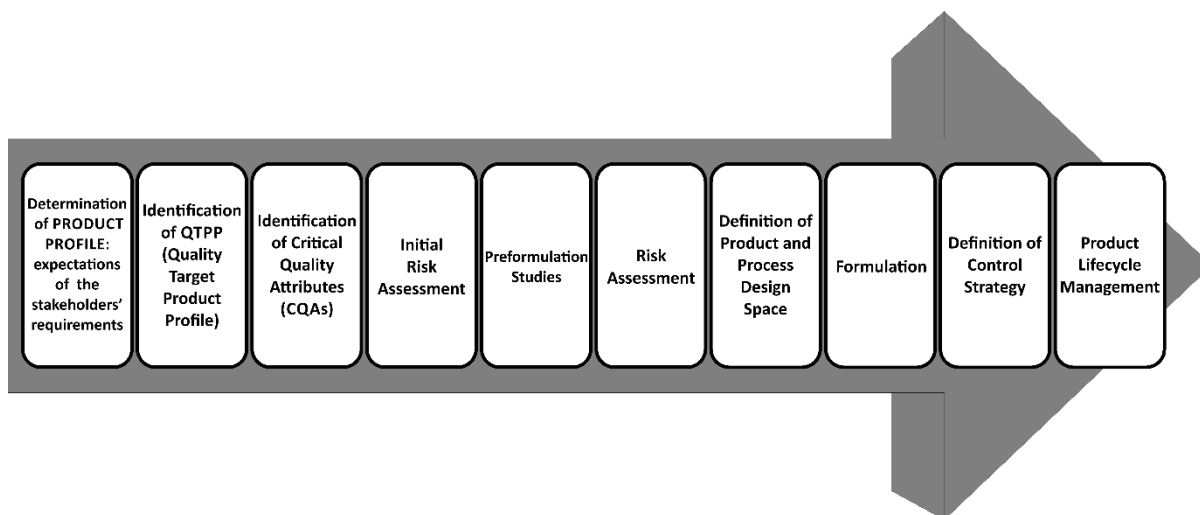 Determination
of PRODUCT
PROFILE:
expectations
of the
stakeholders’
requirements
Identification
of QTPP
(Quality
Target
Product
Profile)
Identification
of Critical
Quality
Attributes
(CQAs)
Initial
Risk
Assessment
Preformulation
Studies
Risk
Assessment
Definition of
Product and
Process
Design
Space
Formulation
Definition of
Control
Strategy
Product
Lifecycle
Management